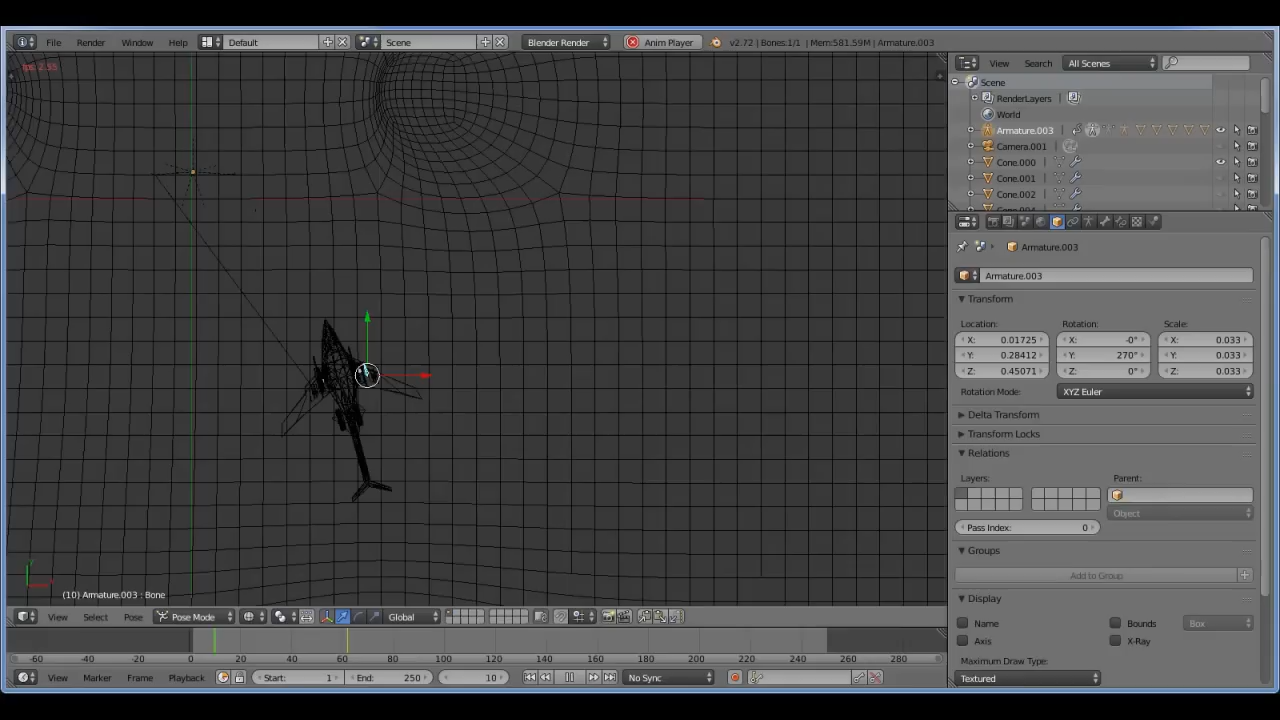 File Render Window Help Default Scene Blender Render Anim Player v2.72 | Bones:1/1 | Mem:581.59M | Armature.003
fps: 2.53
View Search All Scenes
Scene
RenderLayers
World
Armature.003
Camera.001
Cone.000
Cone.001
Cone.002
Armature.003
Armature.003
Transform
Location: Rotation: Scale:
X: 0.01725 X: -0° X: 0.033
Y: 0.28412 Y: 270° Y: 0.033
Z: 0.45071 Z: 0° Z: 0.033
Rotation Mode: XYZ Euler
Delta Transform
Transform Locks
Relations
Layers: Parent:
Object
Pass Index: 0
Groups
Add to Group
Display
Name Bounds Box
Axis X-Ray
Maximum Draw Type:
Textured
(10) Armature.003 : Bone
View Select Pose Pose Mode Global
-60 -40 -20 0 20 40 60 80 100 120 140 160 180 200 220 240 260 280
View Marker Frame Playback Start: 1 End: 250 10 No Sync